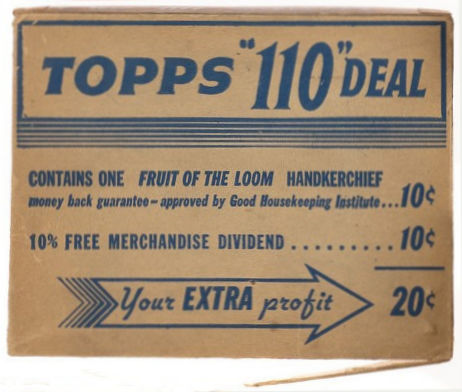 TOPPS "110" DEAL
CONTAINS ONE FRUIT OF THE LOOM HANDKERCHIEF
money back guarantee-approved by Good Housekeeping Institute...10¢
10% FREE MERCHANDISE DIVIDEND.........10¢
Your EXTRA profit 20¢